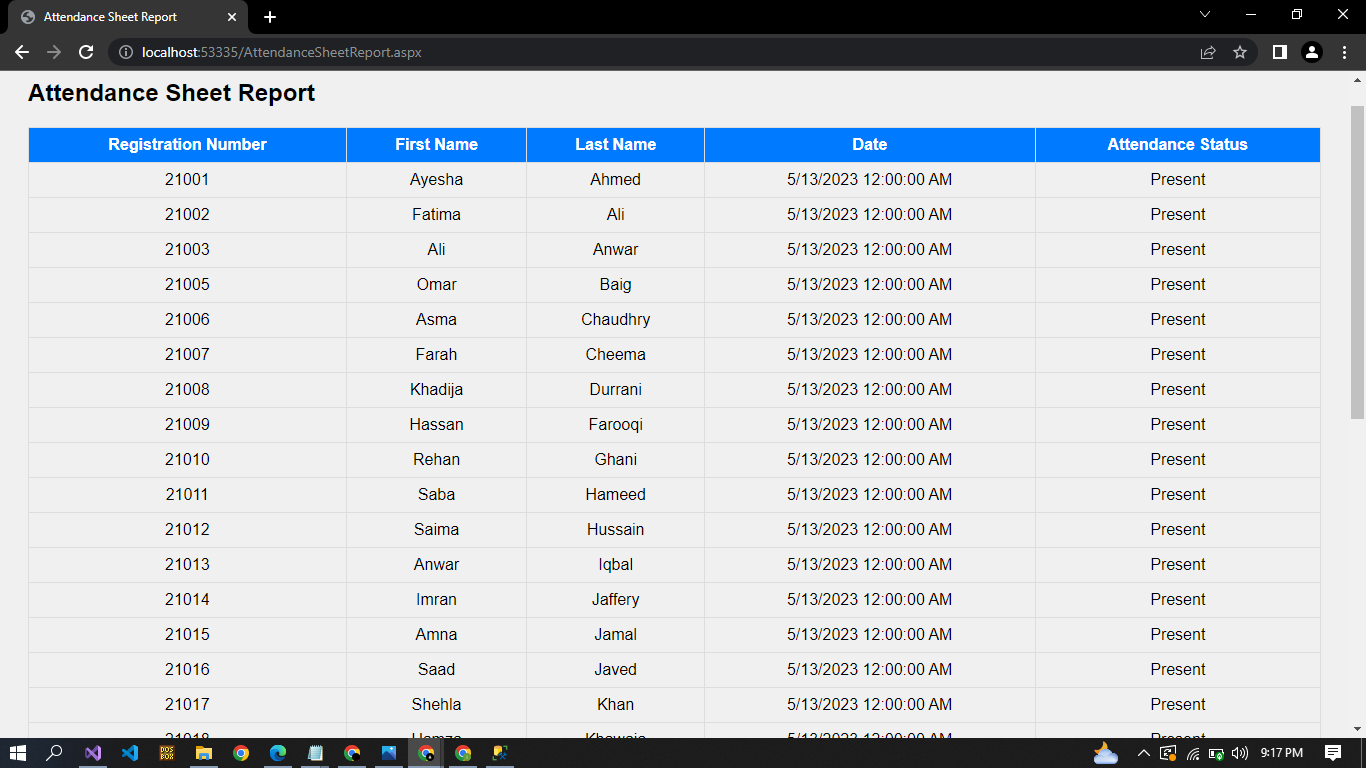 Attendance Sheet Report
localhost:53335/AttendanceSheetReport.aspx
Attendance Sheet Report
Registration Number First Name Last Name Date Attendance Status
21001 Ayesha Ahmed 5/13/2023 12:00:00 AM Present
21002 Fatima Ali 5/13/2023 12:00:00 AM Present
21003 Ali Anwar 5/13/2023 12:00:00 AM Present
21005 Omar Baig 5/13/2023 12:00:00 AM Present
21006 Asma Chaudhry 5/13/2023 12:00:00 AM Present
21007 Farah Cheema 5/13/2023 12:00:00 AM Present
21008 Khadija Durrani 5/13/2023 12:00:00 AM Present
21009 Hassan Farooqi 5/13/2023 12:00:00 AM Present
21010 Rehan Ghani 5/13/2023 12:00:00 AM Present
21011 Saba Hameed 5/13/2023 12:00:00 AM Present
21012 Saima Hussain 5/13/2023 12:00:00 AM Present
21013 Anwar Iqbal 5/13/2023 12:00:00 AM Present
21014 Imran Jaffery 5/13/2023 12:00:00 AM Present
21015 Amna Jamal 5/13/2023 12:00:00 AM Present
21016 Saad Javed 5/13/2023 12:00:00 AM Present
21017 Shehla Khan 5/13/2023 12:00:00 AM Present
DOS
BOX
9:17 PM